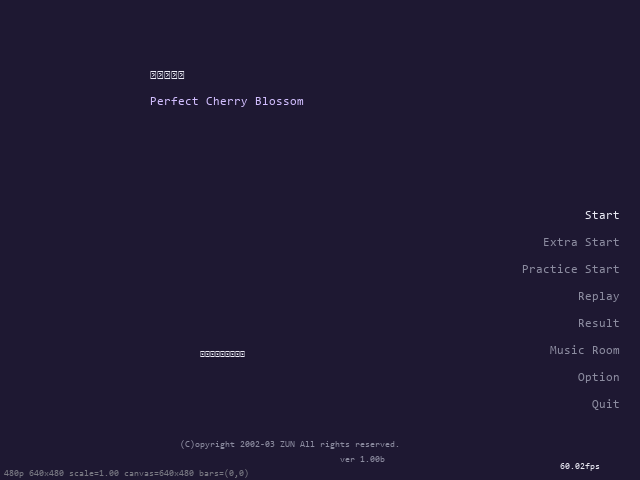 Perfect Cherry Blossom
Start
Extra Start
Practice Start
Replay
Result
Music Room
Option
Quit
(C)opyright 2002-03 ZUN All rights reserved.
ver 1.00b
60.02fps
480p 640x480 scale=1.00 canvas=640x480 bars=(0,0)